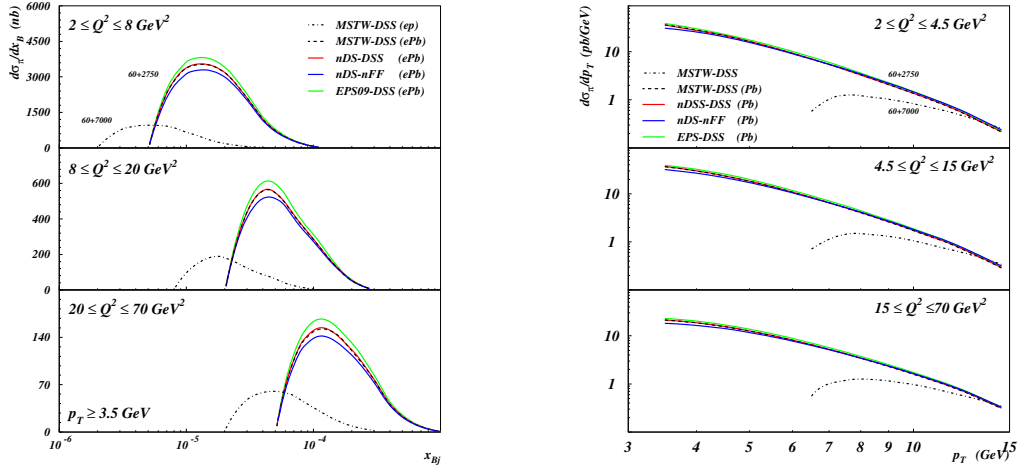 dσπ/dxB (nb)
6000
4500
3000
1500
0
2 ≤ Q² ≤ 8 GeV²
60+2750
60+7000
MSTW-DSS (ep)
MSTW-DSS (ePb)
nDS-DSS (ePb)
nDS-nFF (ePb)
EPS09-DSS (ePb)
8 ≤ Q² ≤ 20 GeV²
600
400
200
0
20 ≤ Q² ≤ 70 GeV²
140
70
0
p_T ≥ 3.5 GeV
10⁻⁶
10⁻⁵
10⁻⁴
x_Bj
dσπ/dp_T (pb/GeV)
10
1
2 ≤ Q² ≤ 4.5 GeV²
60+2750
60+7000
MSTW-DSS
MSTW-DSS (Pb)
nDSS-DSS (Pb)
nDS-nFF (Pb)
EPS-DSS (Pb)
4.5 ≤ Q² ≤ 15 GeV²
10
1
15 ≤ Q² ≤70 GeV²
10
1
3 4 5 6 7 8 9 10 15
p_T (GeV)